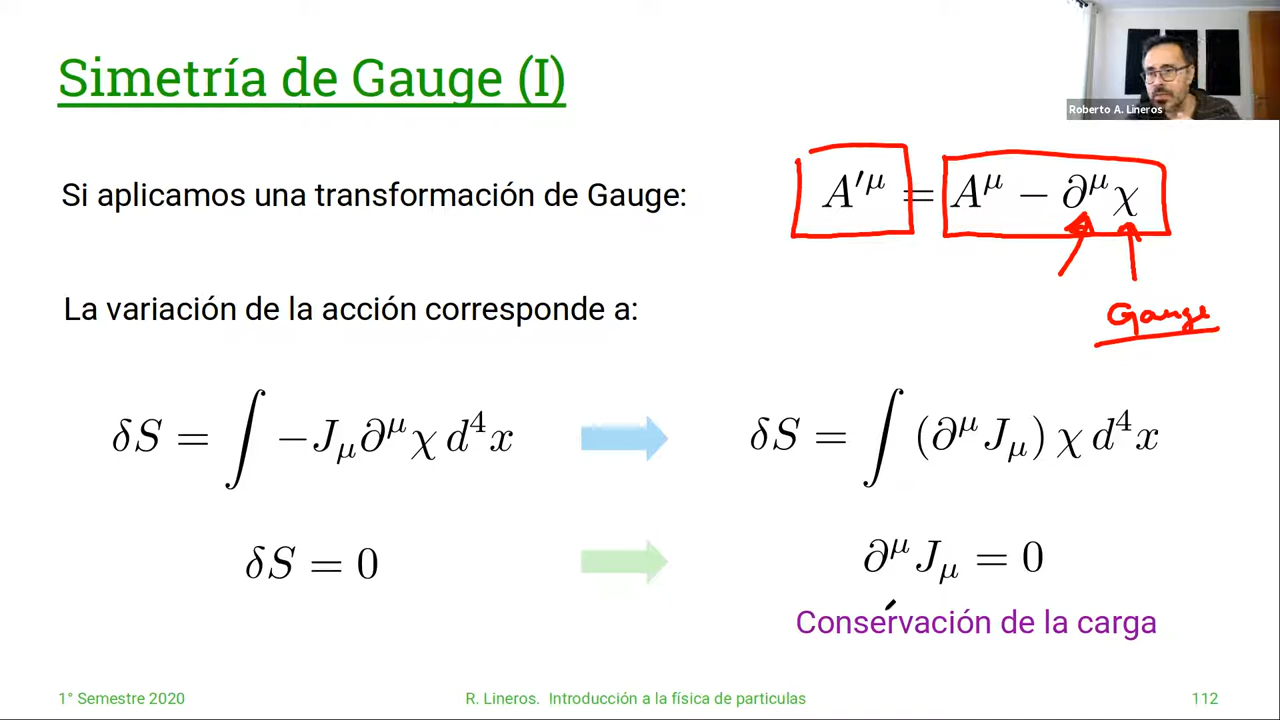 Simetría de Gauge (I)
Roberto A. Lineros
Si aplicamos una transformación de Gauge:
A′^μ = A^μ − ∂^μ χ
Gauge
La variación de la acción corresponde a:
δS = ∫ −J_μ ∂^μ χ d⁴x
δS = ∫ (∂^μ J_μ) χ d⁴x
δS = 0
∂^μ J_μ = 0
Conservación de la carga
1° Semestre 2020
R. Lineros. Introducción a la física de particulas
112